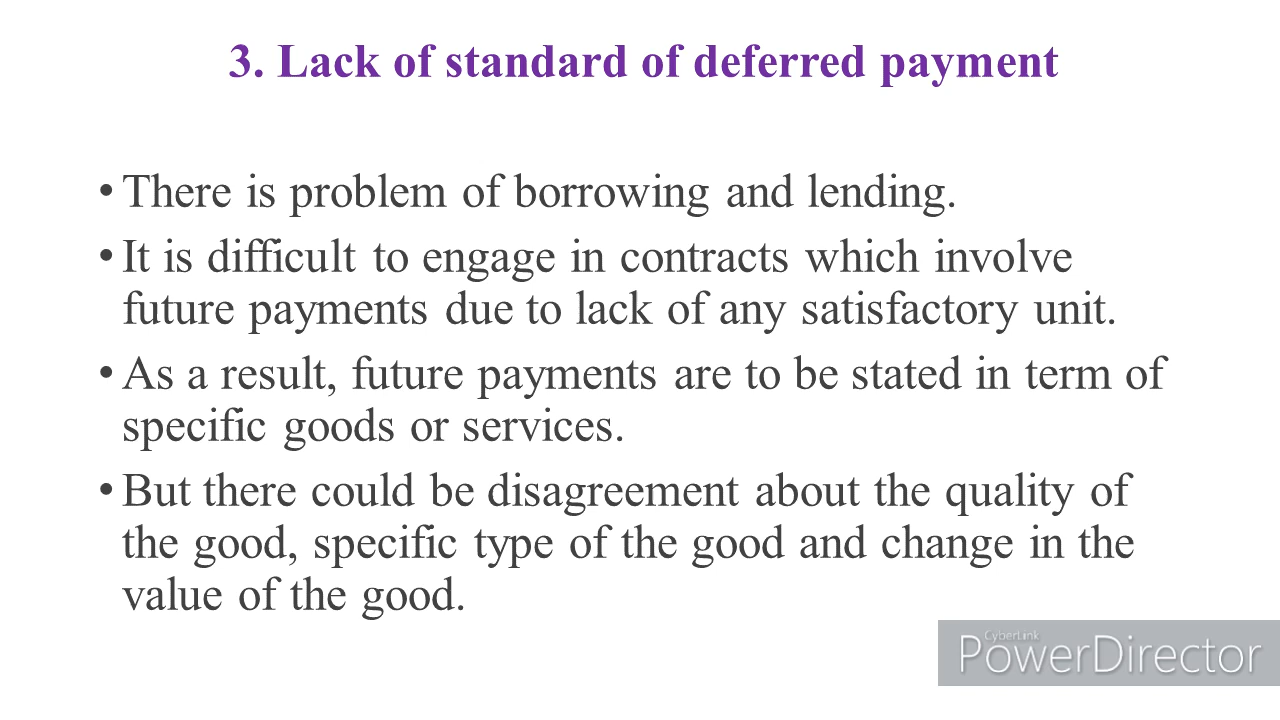 3. Lack of standard of deferred payment
• There is problem of borrowing and lending.
• It is difficult to engage in contracts which involve
future payments due to lack of any satisfactory unit.
• As a result, future payments are to be stated in term of
specific goods or services.
• But there could be disagreement about the quality of
the good, specific type of the good and change in the
value of the good.
CyberLink
PowerDirector